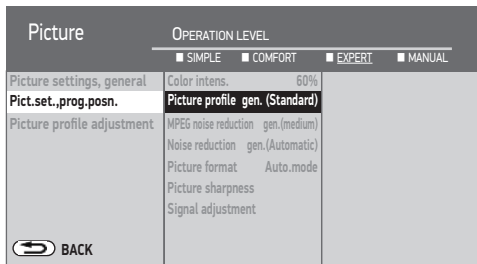 Picture
OPERATION LEVEL
SIMPLE COMFORT EXPERT MANUAL
Picture settings, general
Pict.set.,prog.posn.
Picture profile adjustment
Color intens. 60%
Picture profile gen. (Standard)
MPEG noise reduction gen.(medium)
Noise reduction gen.(Automatic)
Picture format Auto.mode
Picture sharpness
Signal adjustment
BACK